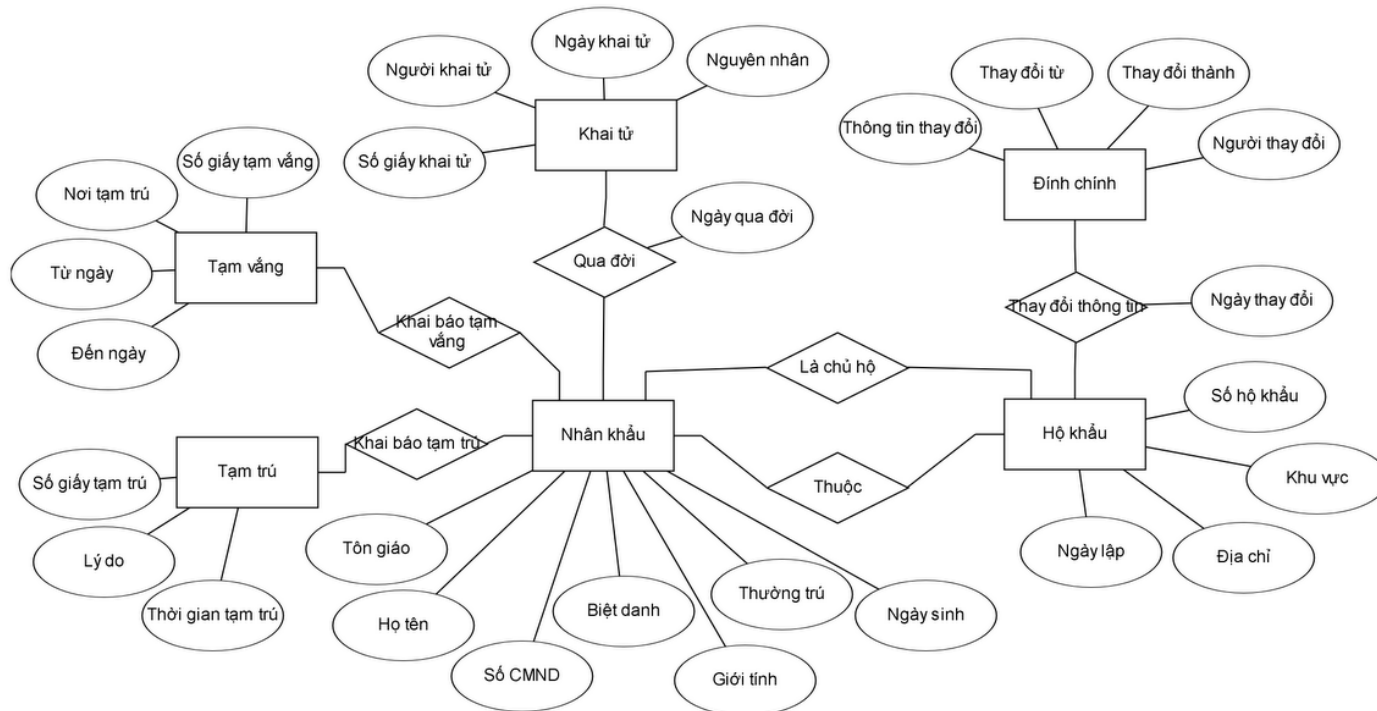 Ngày khai tử
Người khai tử
Nguyên nhân
Khai tử
Số giấy khai tử
Thay đổi từ
Thay đổi thành
Thông tin thay đổi
Người thay đổi
Đính chính
Số giấy tạm vắng
Nơi tạm trú
Từ ngày
Tạm vắng
Đến ngày
Ngày qua đời
Qua đời
Khai báo tạm
vắng
Thay đổi thông tin
Ngày thay đổi
Là chủ hộ
Số hộ khẩu
Khai báo tạm trú
Nhân khẩu
Hộ khẩu
Tạm trú
Số giấy tạm trú
Khu vực
Thuộc
Lý do
Tôn giáo
Ngày lập
Địa chỉ
Thời gian tạm trú
Họ tên
Biệt danh
Thường trú
Ngày sinh
Số CMND
Giới tính